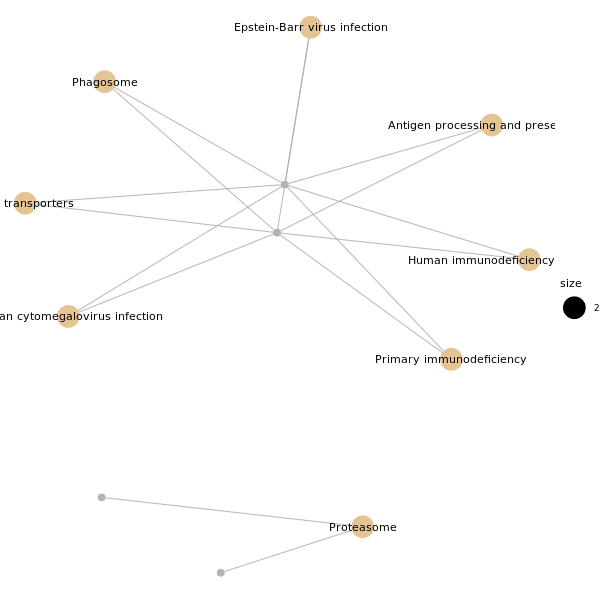 Epstein-Barr virus infection
Phagosome
Antigen processing and prese
transporters
Human immunodeficiency
size
2
an cytomegalovirus infection
Primary immunodeficiency
Proteasome